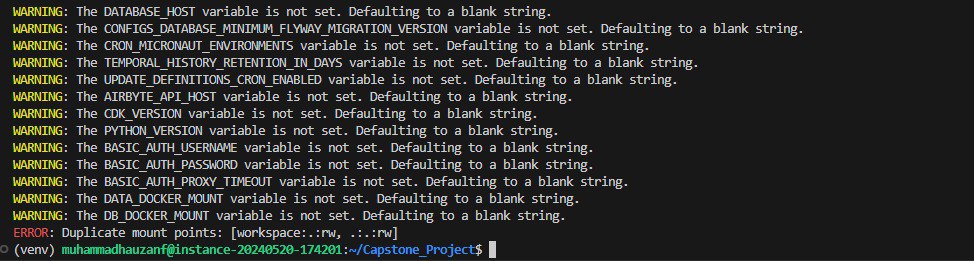 WARNING: The DATABASE_HOST variable is not set. Defaulting to a blank string.
WARNING: The CONFIGS_DATABASE_MINIMUM_FLYWAY_MIGRATION_VERSION variable is not set. Defaulting to a blank string.
WARNING: The CRON_MICRONAUT_ENVIRONMENTS variable is not set. Defaulting to a blank string.
WARNING: The TEMPORAL_HISTORY_RETENTION_IN_DAYS variable is not set. Defaulting to a blank string.
WARNING: The UPDATE_DEFINITIONS_CRON_ENABLED variable is not set. Defaulting to a blank string.
WARNING: The AIRBYTE_API_HOST variable is not set. Defaulting to a blank string.
WARNING: The CDK_VERSION variable is not set. Defaulting to a blank string.
WARNING: The PYTHON_VERSION variable is not set. Defaulting to a blank string.
WARNING: The BASIC_AUTH_USERNAME variable is not set. Defaulting to a blank string.
WARNING: The BASIC_AUTH_PASSWORD variable is not set. Defaulting to a blank string.
WARNING: The BASIC_AUTH_PROXY_TIMEOUT variable is not set. Defaulting to a blank string.
WARNING: The DATA_DOCKER_MOUNT variable is not set. Defaulting to a blank string.
WARNING: The DB_DOCKER_MOUNT variable is not set. Defaulting to a blank string.
ERROR: Duplicate mount points: [workspace:.:rw, .:.:rw]
(venv) muhammadhauzanf@instance-20240520-174201:~/Capstone_Project$